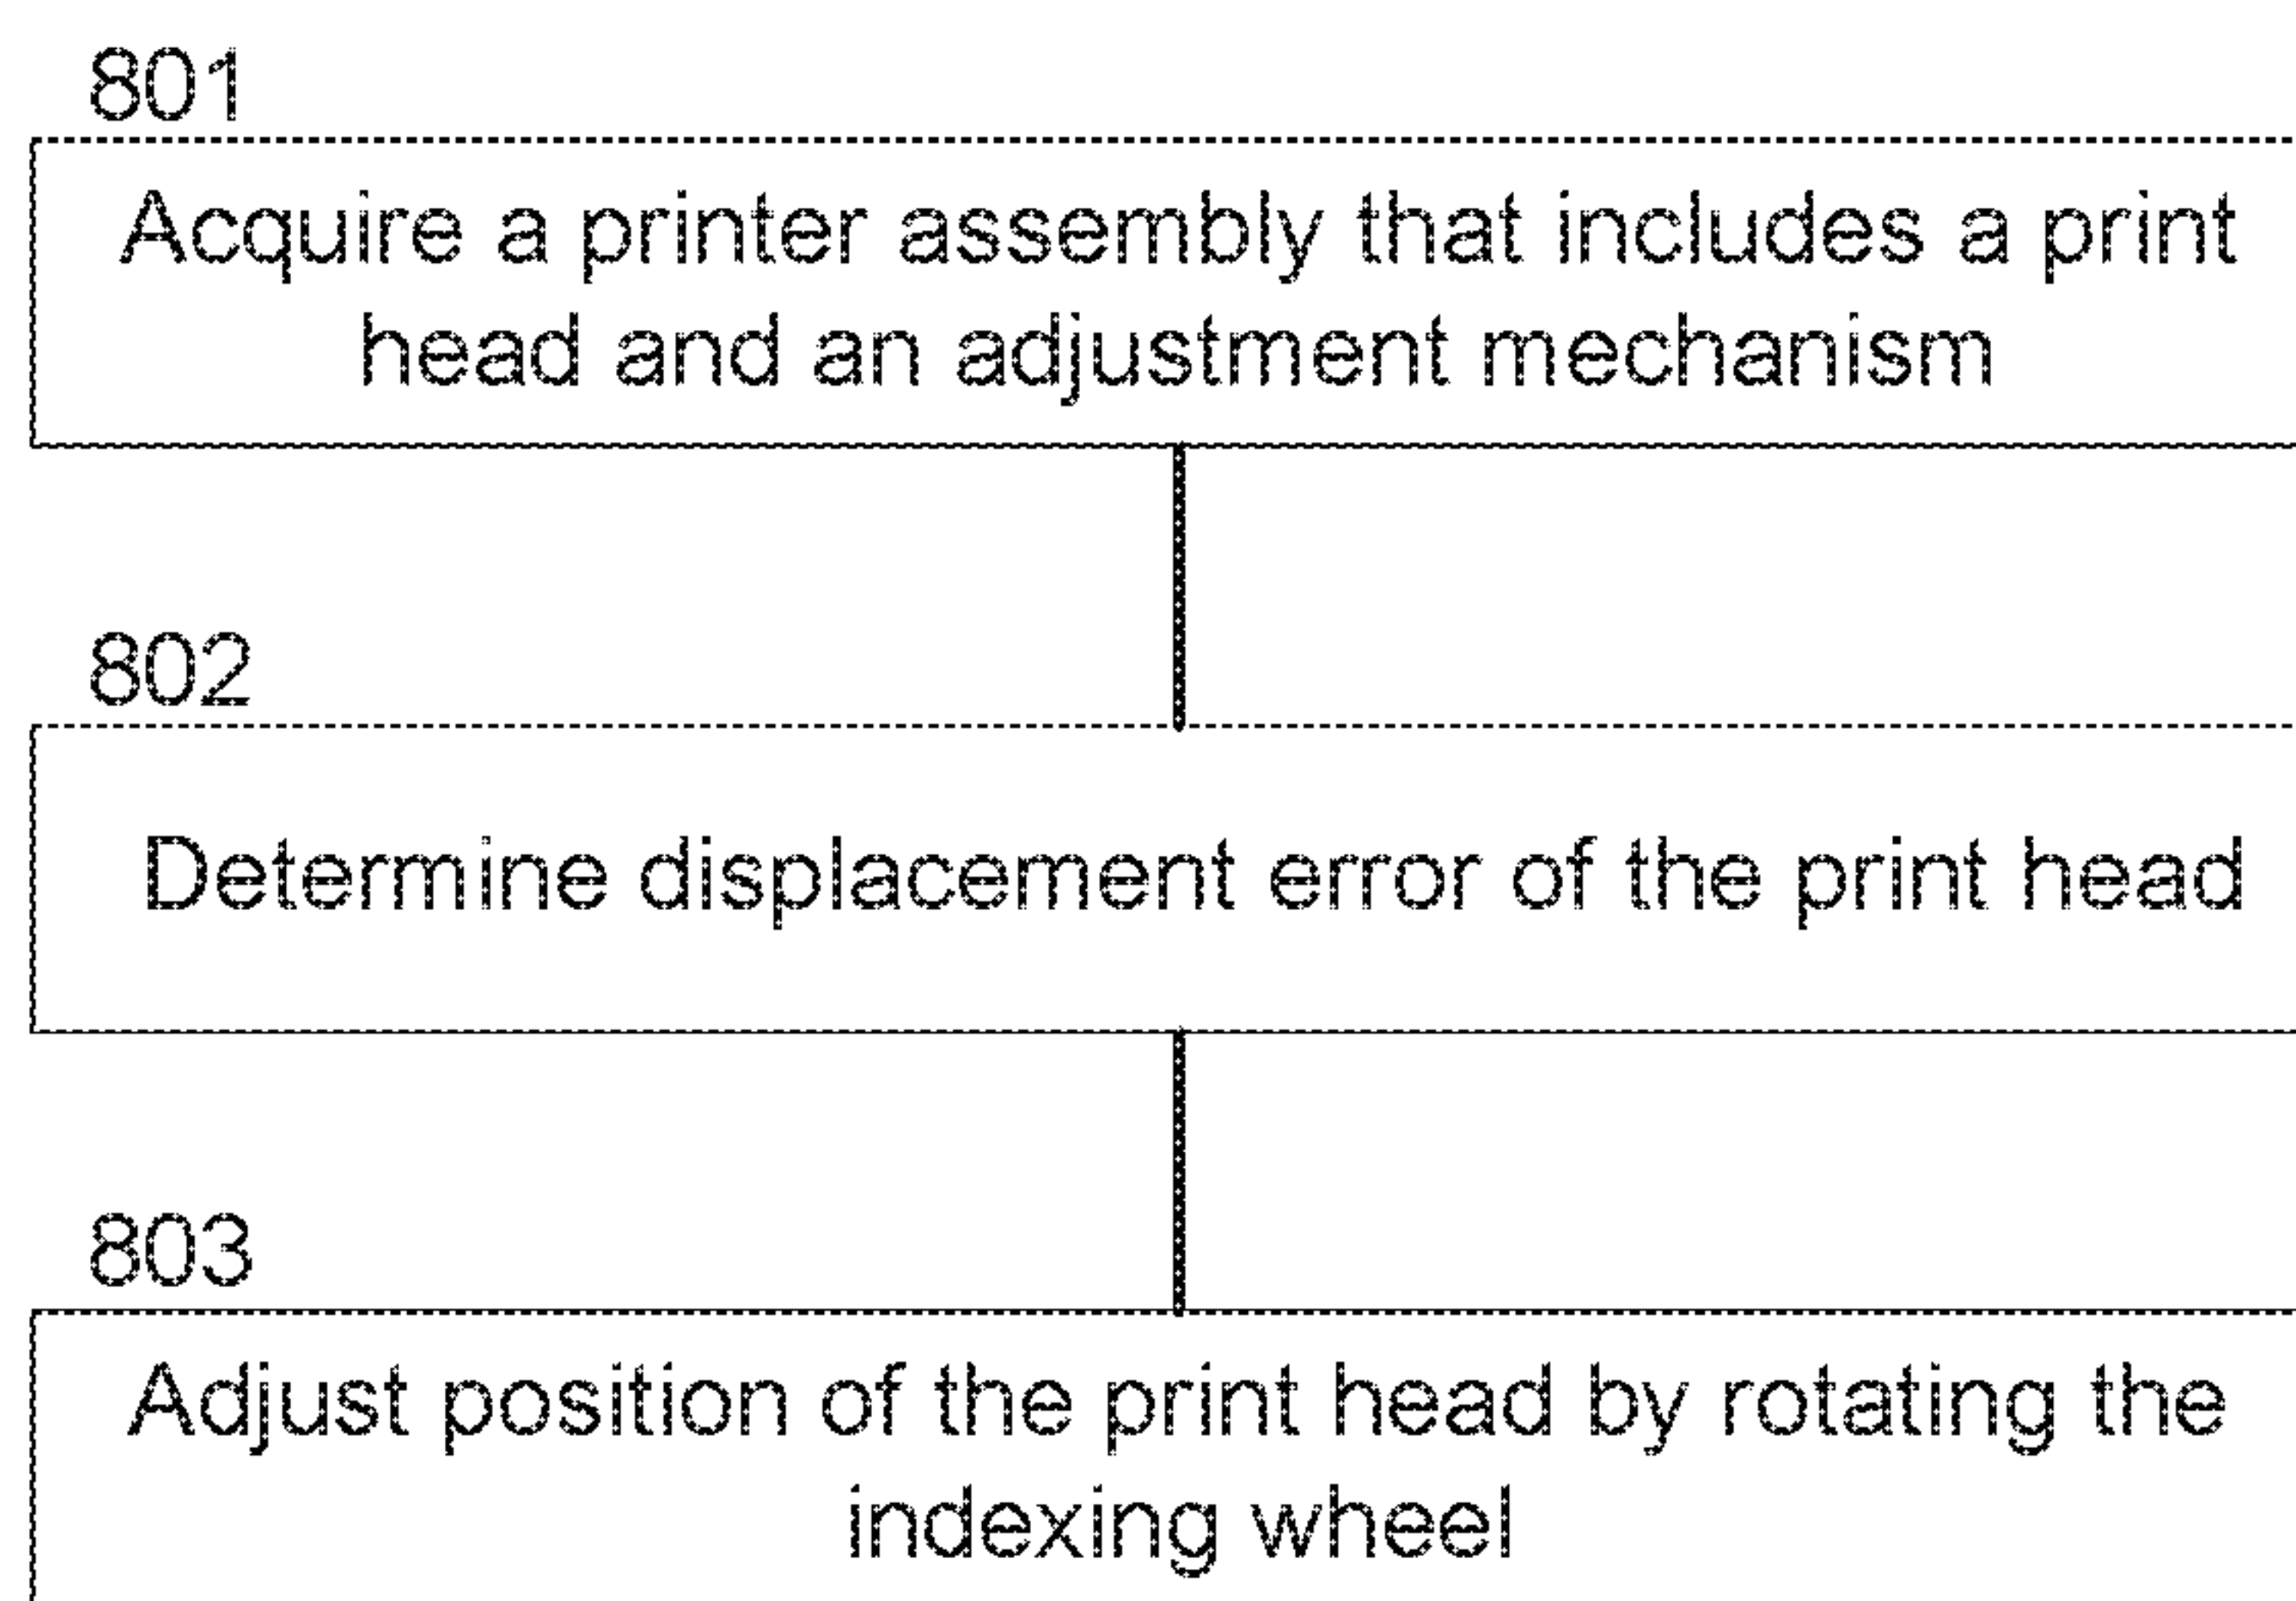 801
Acquire a printer assembly that includes a print
head and an adjustment mechanism
802
Determine displacement error of the print head
803
Adjust position of the print head by rotating the
indexing wheel